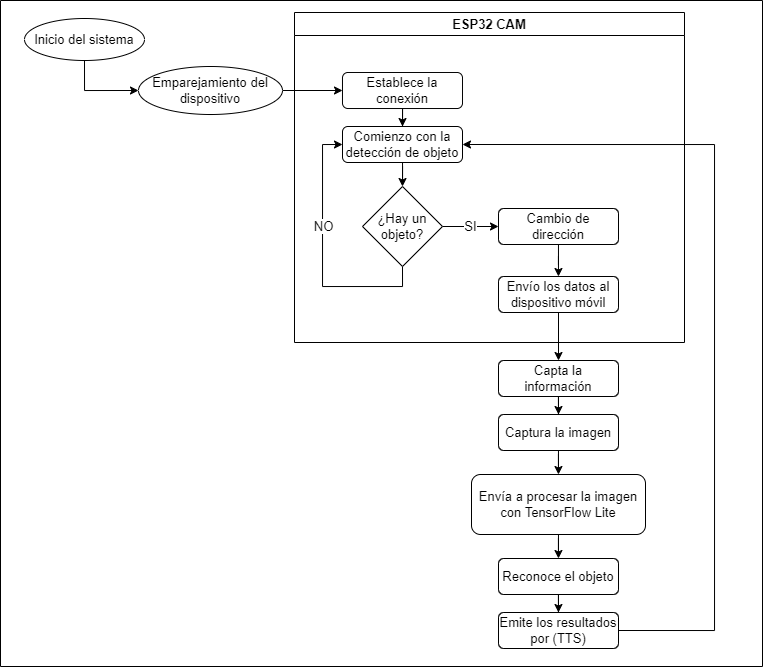 ESP32 CAM
Inicio del sistema
Emparejamiento del
dispositivo
Establece la
conexión
Comienzo con la
detección de objeto
¿Hay un
objeto?
NO
SI
Cambio de
dirección
Envío los datos al
dispositivo móvil
Capta la
información
Captura la imagen
Envía a procesar la imagen
con TensorFlow Lite
Reconoce el objeto
Emite los resultados
por (TTS)